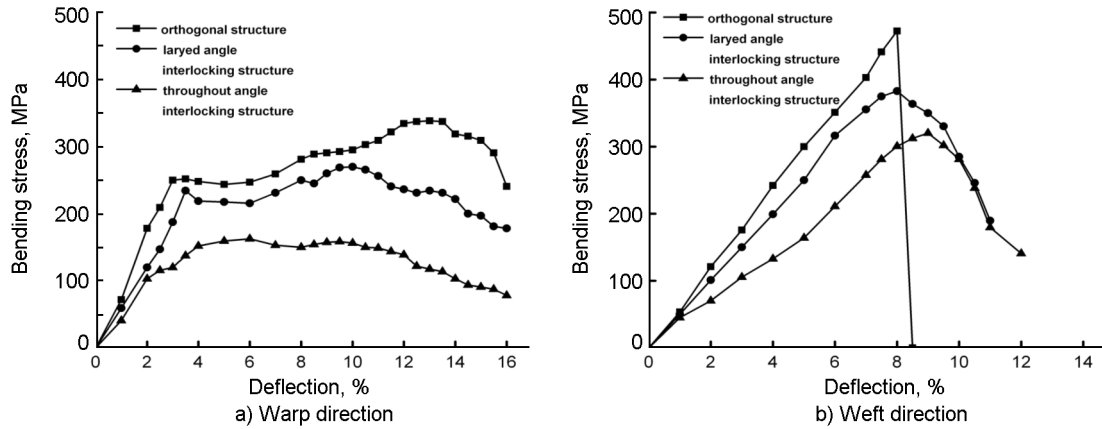 500
400
300
200
100
0
Bending stress, MPa
orthogonal structure
laryed angle
interlocking structure
throughout angle
interlocking structure
0 2 4 6 8 10 12 14 16
Deflection, %
a) Warp direction
500
400
300
200
100
0
Bending stress, MPa
orthogonal structure
laryed angle
interlocking structure
throughout angle
interlocking structure
0 2 4 6 8 10 12 14
Deflection, %
b) Weft direction